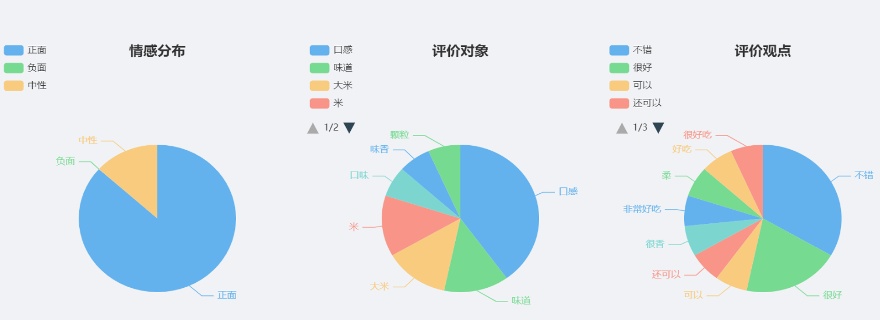 情感分布
正面
负面
中性
中性
负面
正面
评价对象
口感
味道
大米
米
1/2
颗粒
味香
口味
米
大米
味道
口感
评价观点
不错
很好
可以
还可以
1/3
很好吃
好吃
柔
非常好吃
很香
还可以
可以
很好
不错